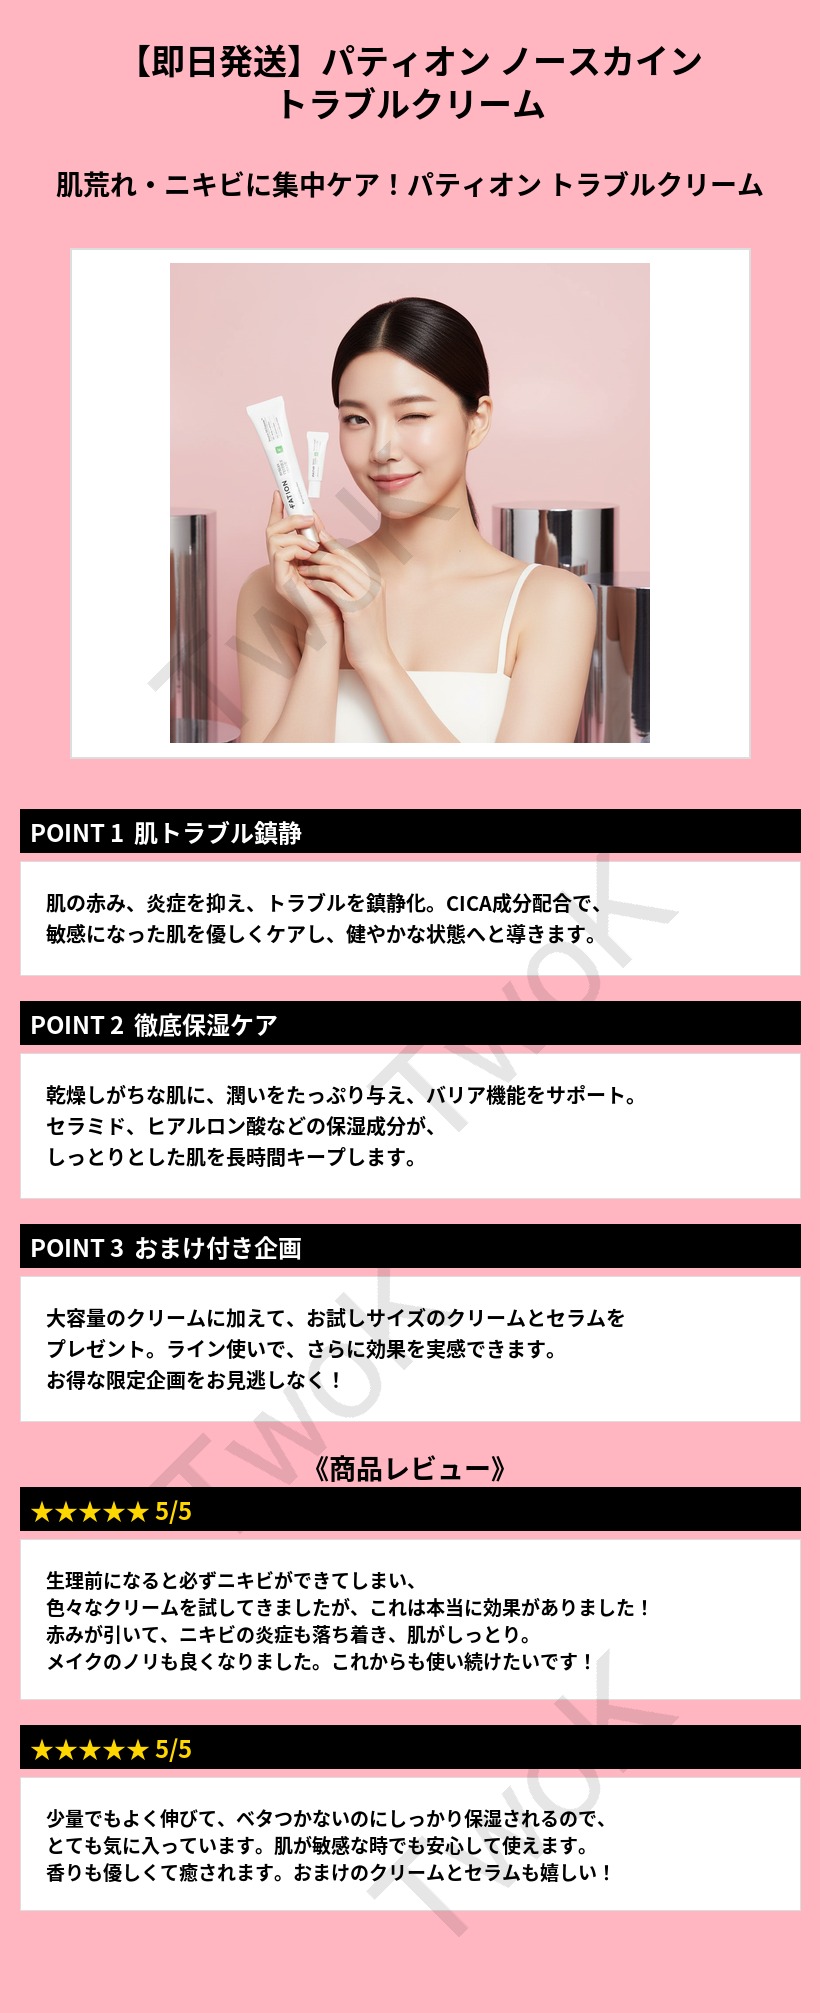 【即日発送】パティオン ノースカイン
トラブルクリーム
肌荒れ・ニキビに集中ケア！パティオン トラブルクリーム
FATION
TwoK
POINT 1 肌トラブル鎮静
肌の赤み、炎症を抑え、トラブルを鎮静化。CICA成分配合で、
敏感になった肌を優しくケアし、健やかな状態へと導きます。
TwoK
POINT 2 徹底保湿ケア
乾燥しがちな肌に、潤いをたっぷり与え、バリア機能をサポート。
セラミド、ヒアルロン酸などの保湿成分が、
しっとりとした肌を長時間キープします。
POINT 3 おまけ付き企画
大容量のクリームに加えて、お試しサイズのクリームとセラムを
プレゼント。ライン使いで、さらに効果を実感できます。
お得な限定企画をお見逃しなく！
TwoK
《商品レビュー》
★★★★★ 5/5
生理前になると必ずニキビができてしまい、
色々なクリームを試してきましたが、これは本当に効果がありました！
赤みが引いて、ニキビの炎症も落ち着き、肌がしっとり。
メイクのノリも良くなりました。これからも使い続けたいです！
★★★★★ 5/5
少量でもよく伸びて、ベタつかないのにしっかり保湿されるので、
とても気に入っています。肌が敏感な時でも安心して使えます。
香りも優しくて癒されます。おまけのクリームとセラムも嬉しい！
TwoK